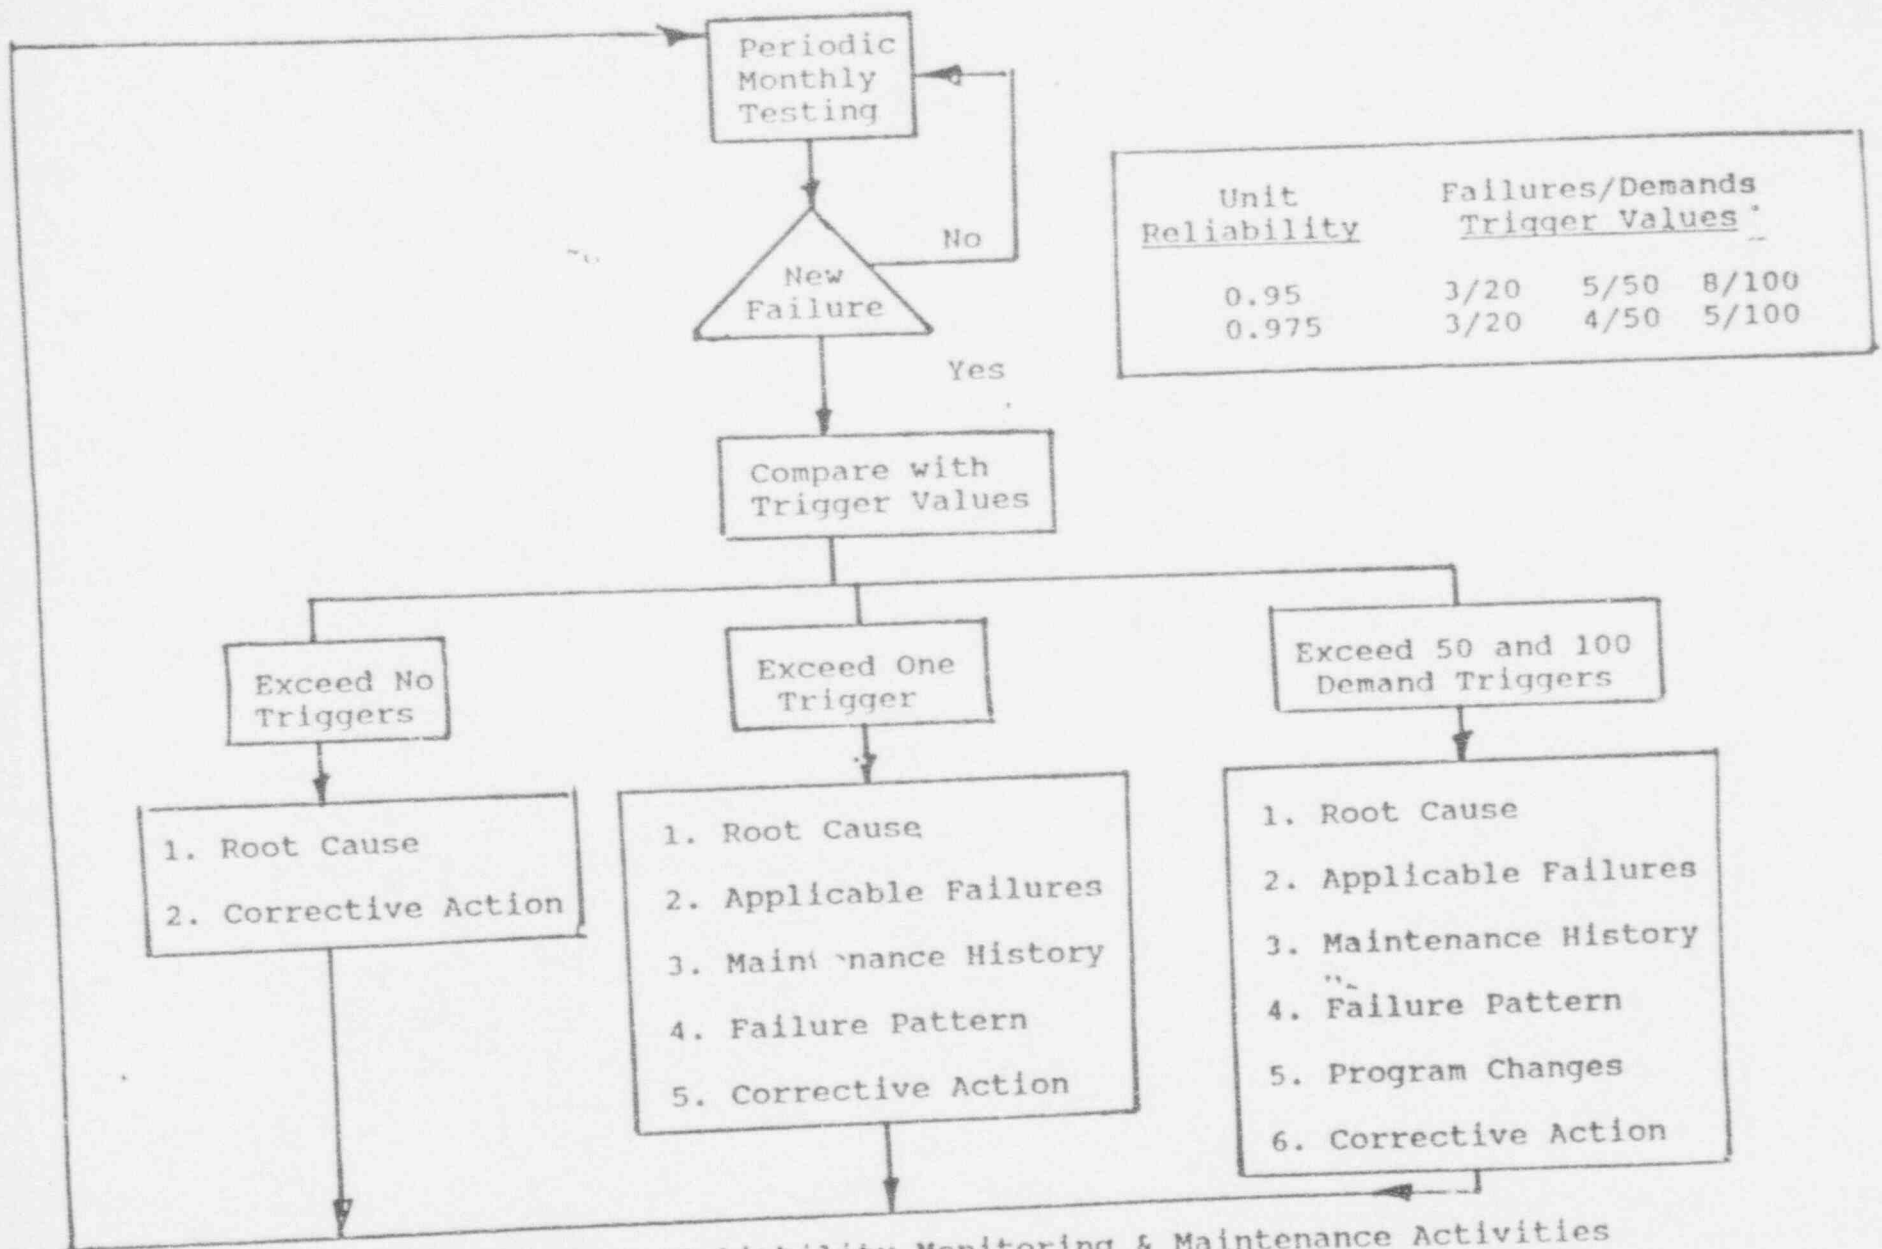 Periodic
Monthly
Testing
New
Failure
No
Yes
Unit
Reliability
Failures/Demands
Trigger Values
0.95 3/20 5/50 8/100
0.975 3/20 4/50 5/100
Compare with
Trigger Values
Exceed No
Triggers
Exceed One
Trigger
Exceed 50 and 100
Demand Triggers
1. Root Cause
2. Corrective Action
1. Root Cause
2. Applicable Failures
3. Maintenance History
4. Failure Pattern
5. Corrective Action
1. Root Cause
2. Applicable Failures
3. Maintenance History
4. Failure Pattern
5. Program Changes
6. Corrective Action
Monitoring & Maintenance Activities